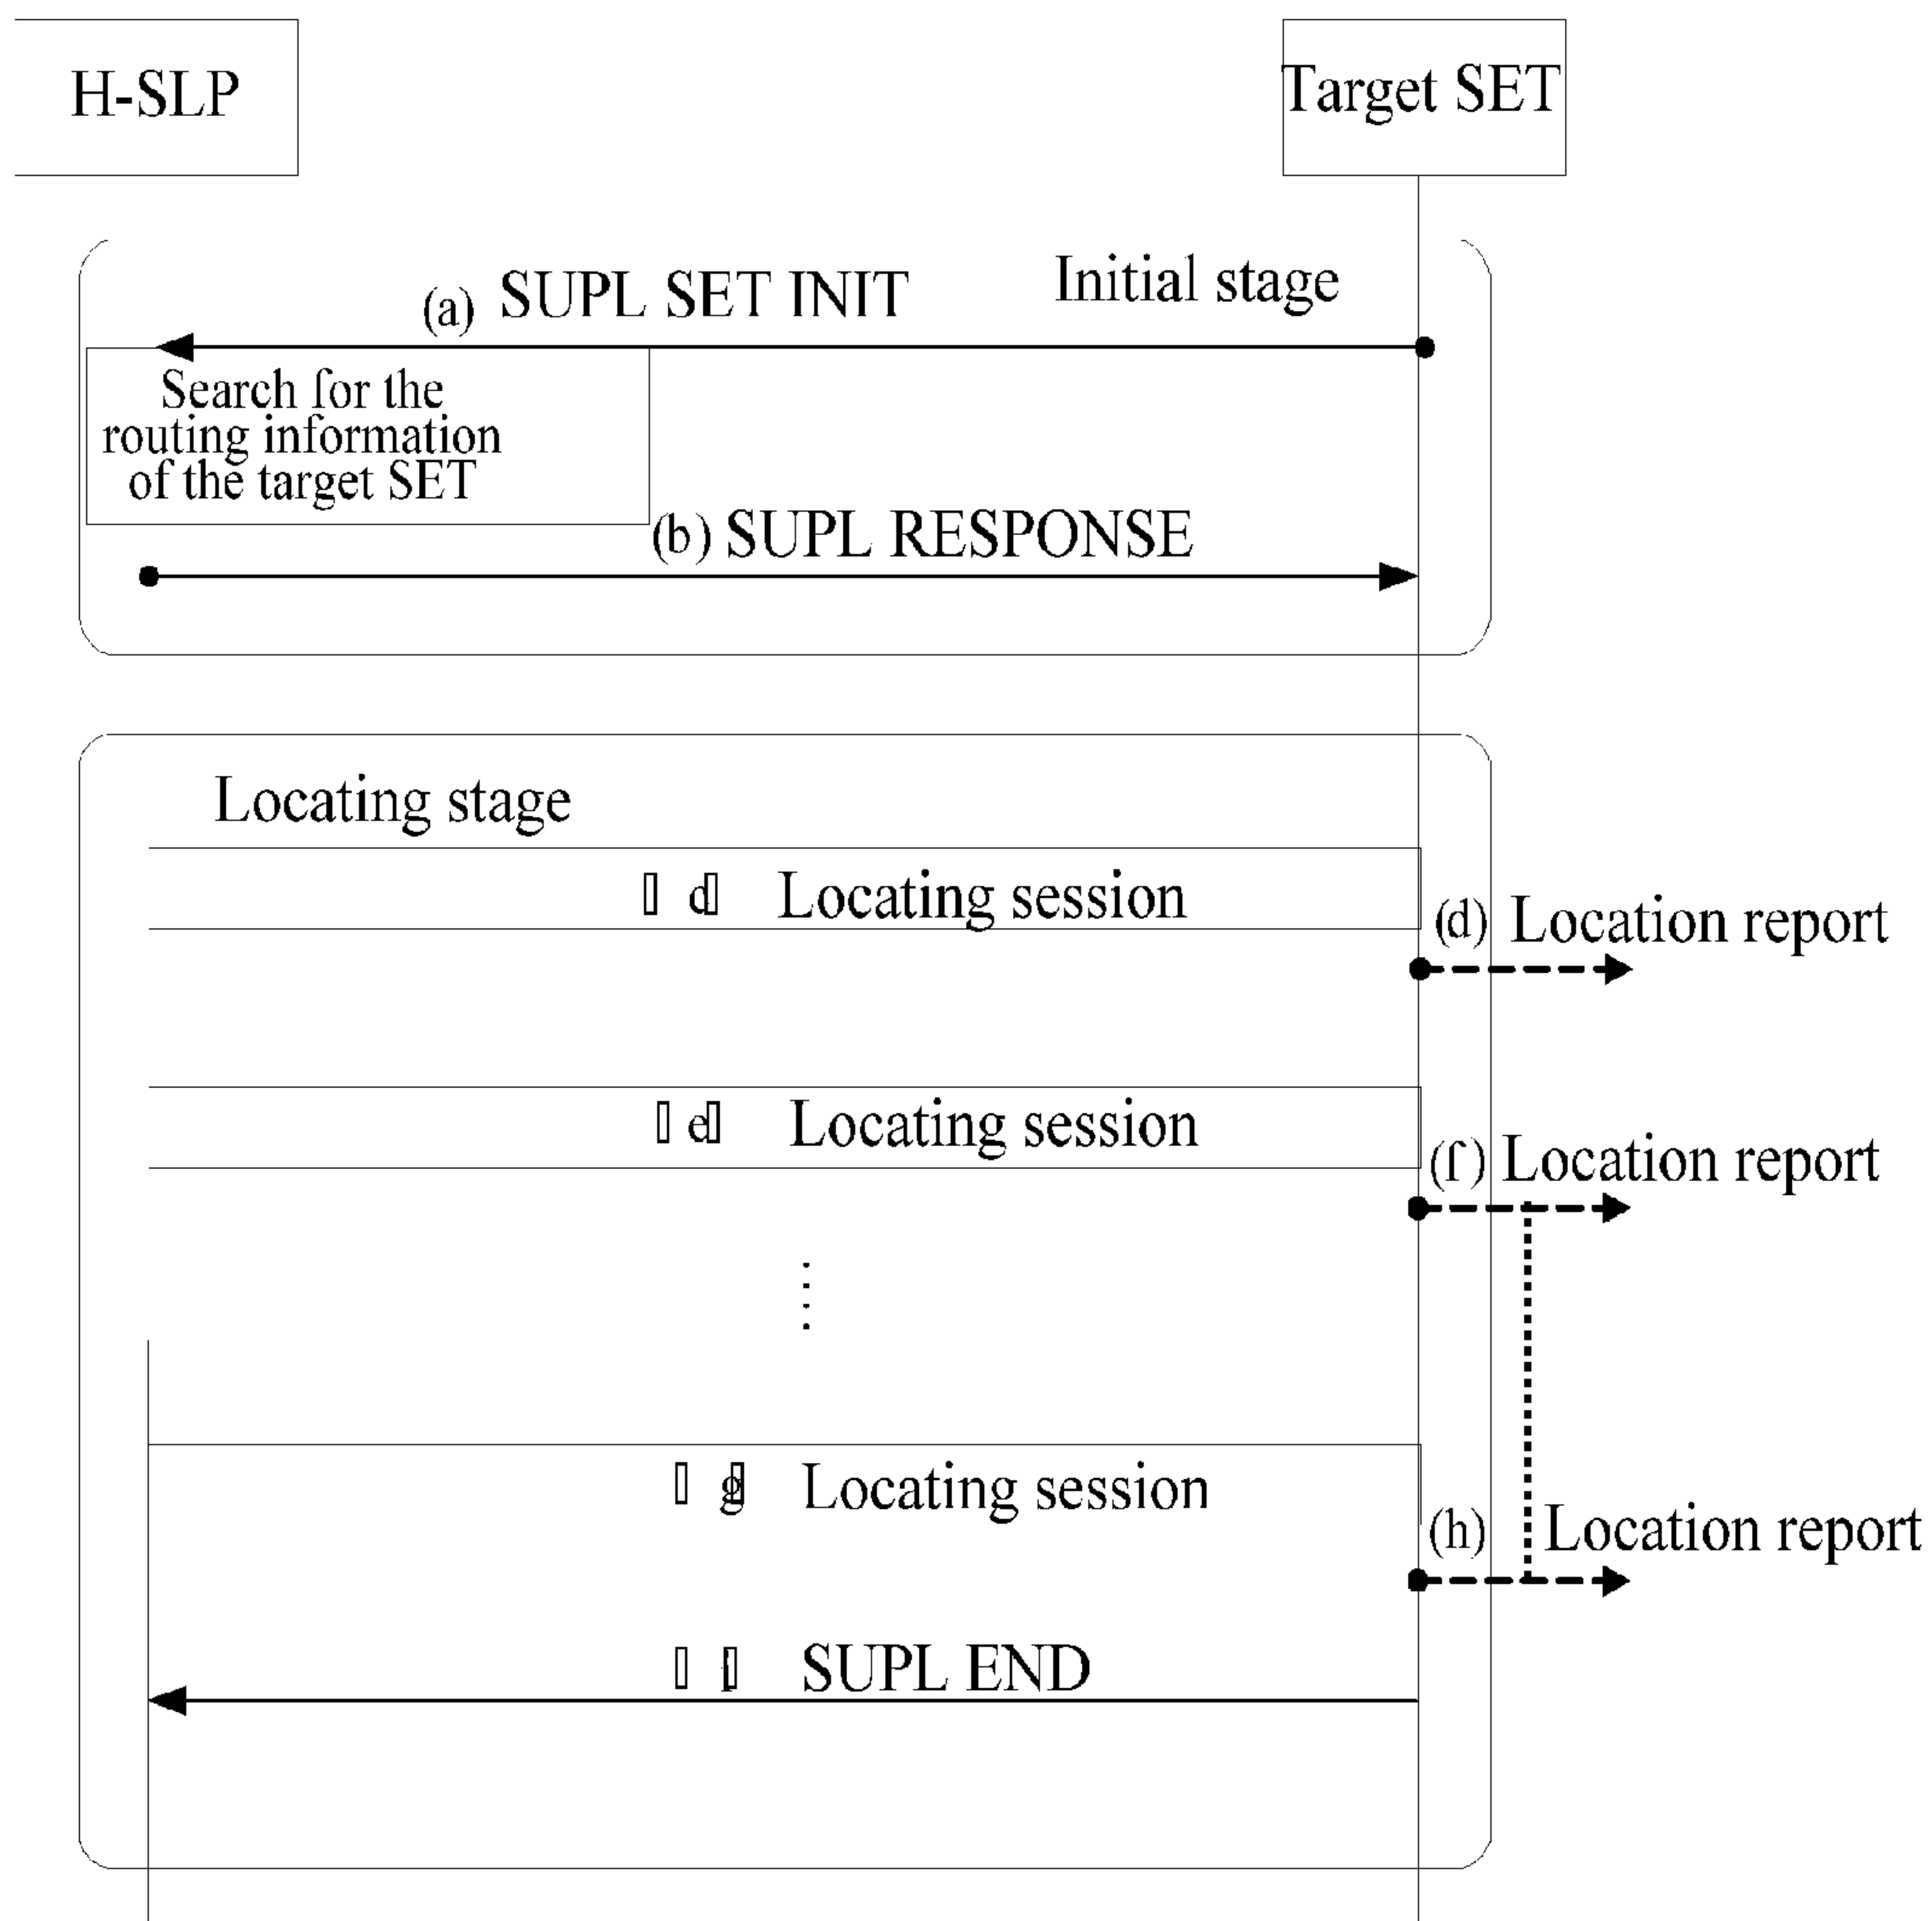 H-SLP
Target SET
Initial stage
(a) SUPL SET INIT
Search for the
routing information
of the target SET
(b) SUPL RESPONSE
Locating stage
d Locating session
(d) Location report
e Locating session
(f) Location report
g Locating session
(h) Location report
SUPL END